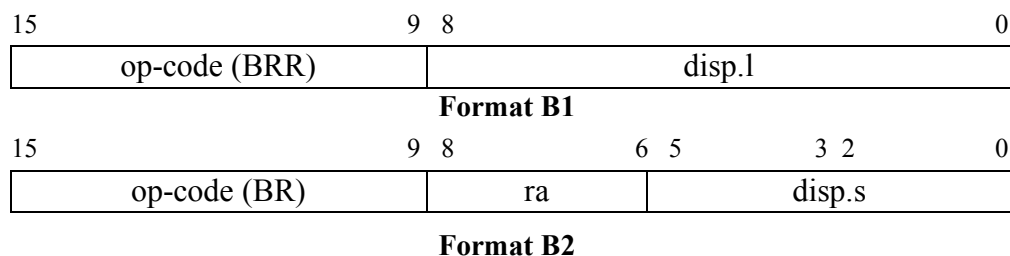 15 9 8 0
op-code (BRR) disp.l
Format B1
15 9 8 6 5 3 2 0
op-code (BR) ra disp.s
Format B2